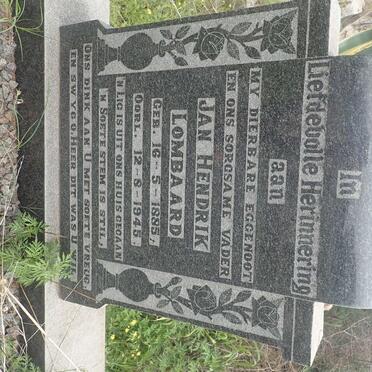 In
Liefdevolle Herinnering
aan
MY DIERBARE EGGENOOT
EN ONS SORGSAME VADER
JAN HENDRIK
LOMBAARD
GEB. 16-5-1885,
OORL. 12-8-1945.
'N LIG IS UIT ONS HUIS GEGAAN
'N SOETE STEM IS STIL,
ONS DINK AAN U MET SOETE VREUG,
EN SWYG O, HEER DIT WAS U WIL.